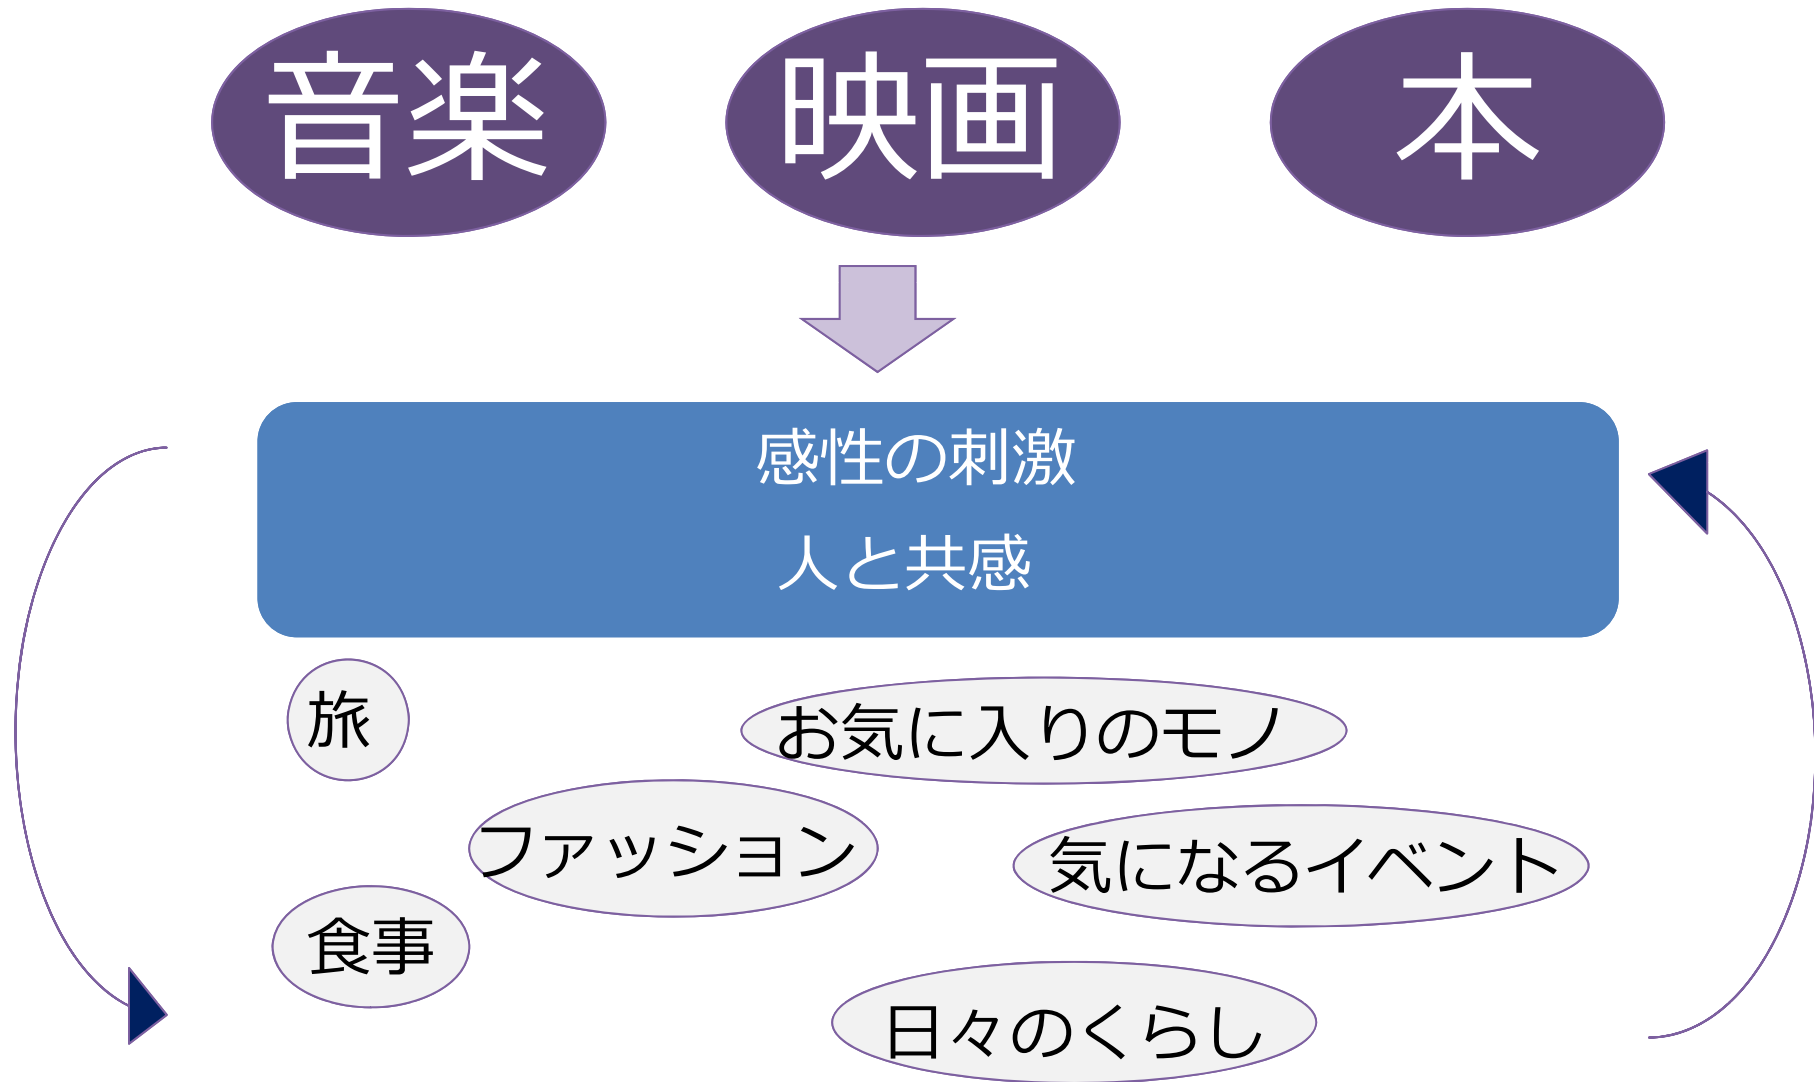 音楽
映画
本
感性の刺激
人と共感
旅
お気に入りのモノ
ファッション
気になるイベント
食事
日々のくらし